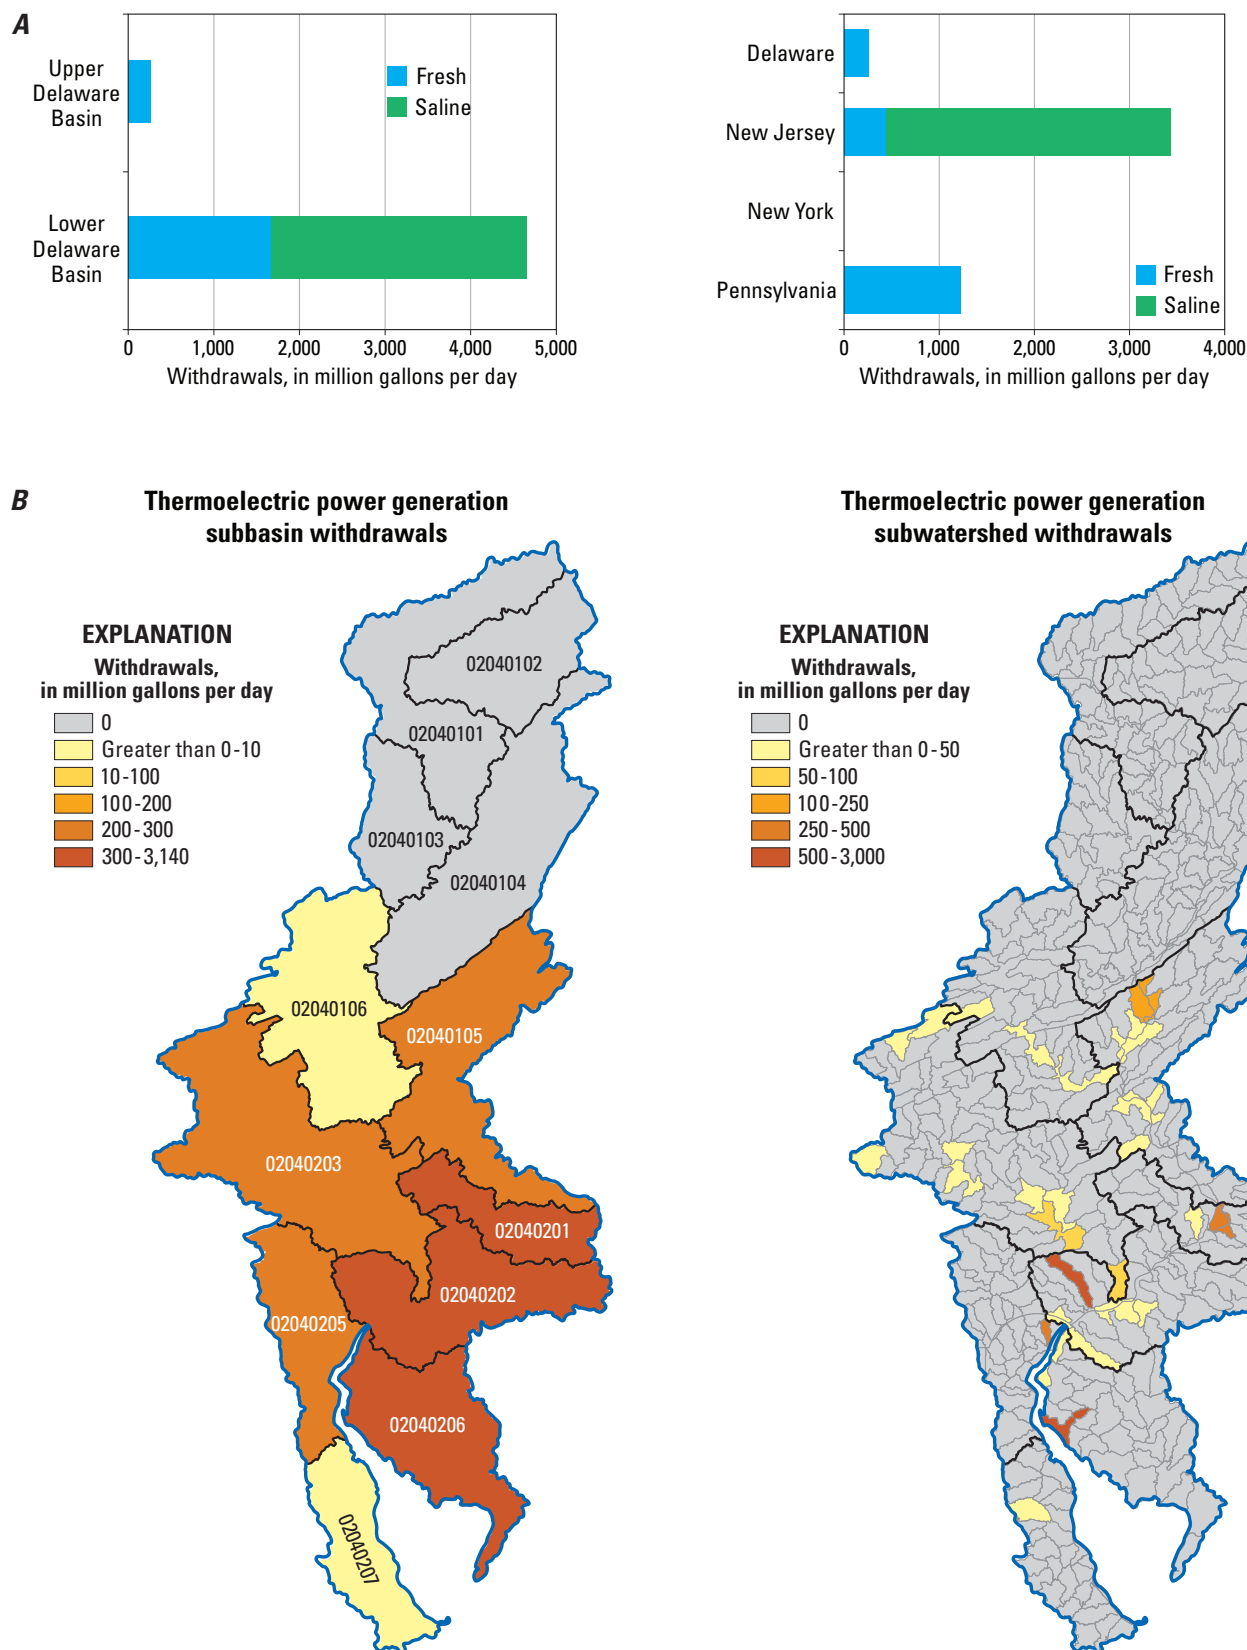 A
Upper
Delaware
Basin
Lower
Delaware
Basin
Fresh
Saline
0 1,000 2,000 3,000 4,000 5,000
Withdrawals, in million gallons per day
Delaware
New Jersey
New York
Pennsylvania
Fresh
Saline
0 1,000 2,000 3,000 4,000
Withdrawals, in million gallons per day
B
Thermoelectric power generation
subbasin withdrawals
EXPLANATION
Withdrawals,
in million gallons per day
0
Greater than 0-10
10-100
100-200
200-300
300-3,140
02040102
02040101
02040103
02040104
02040106
02040105
02040203
02040201
02040202
02040205
02040206
02040207
Thermoelectric power generation
subwatershed withdrawals
EXPLANATION
Withdrawals,
in million gallons per day
0
Greater than 0-50
50-100
100-250
250-500
500-3,000